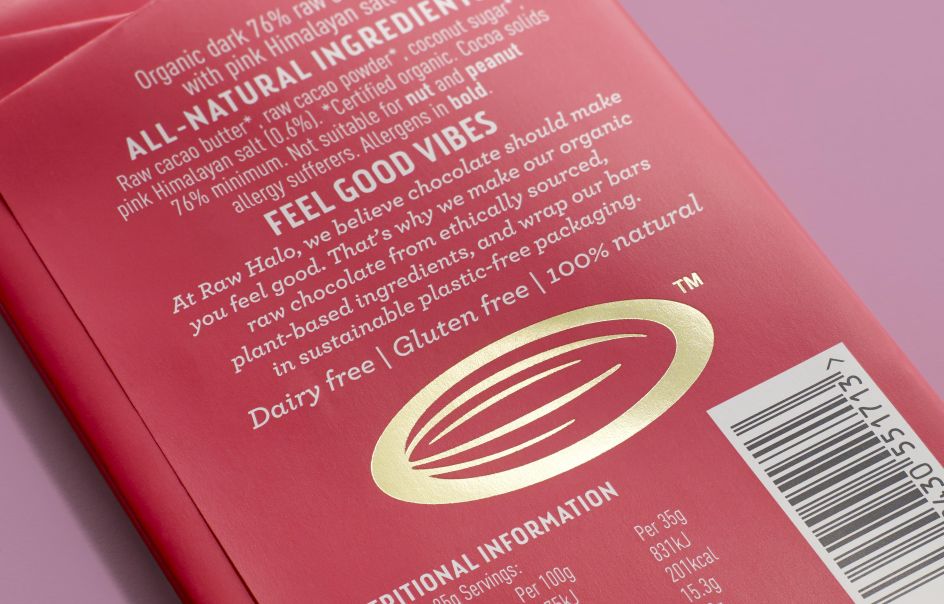 Organic dark 76% raw
with pink Himalayan salt
ALL-NATURAL INGREDIENTS
Raw cacao butter*, raw cacao powder*, coconut sugar*,
pink Himalayan salt (0.6%). *Certified organic. Cocoa solids
76% minimum. Not suitable for nut and peanut
allergy sufferers. Allergens in bold.
FEEL GOOD VIBES
At Raw Halo, we believe chocolate should make
you feel good. That's why we make our organic
raw chocolate from ethically sourced,
plant-based ingredients, and wrap our bars
in sustainable plastic-free packaging.
Dairy free | Gluten free | 100% natural
TM
TRITIONAL INFORMATION
Servings:
Per 100g
Per 35g
831kJ
201kcal
15.3g
430 551713 >